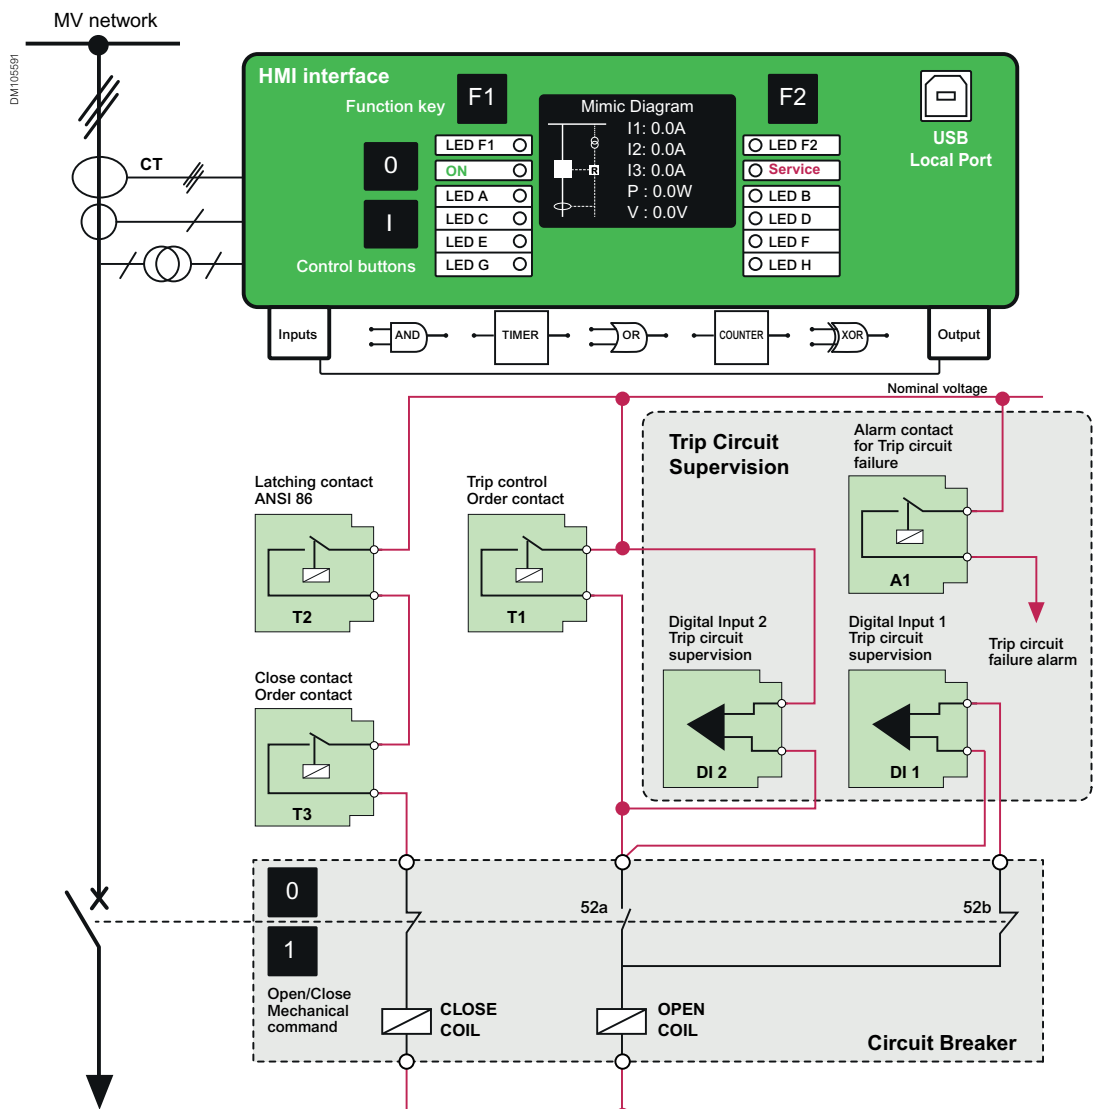 MV network
DM105591
HMI interface
Function key
F1
F2
USB
Local Port
Mimic Diagram
I1: 0.0A
I2: 0.0A
I3: 0.0A
P : 0.0W
V : 0.0V
R
0
I
Control buttons
LED F1
ON
LED A
LED C
LED E
LED G
LED F2
Service
LED B
LED D
LED F
LED H
CT
Inputs
AND
TIMER
OR
COUNTER
XOR
Output
Nominal voltage
Trip Circuit
Supervision
Alarm contact
for Trip circuit
failure
A1
Latching contact
ANSI 86
T2
Trip control
Order contact
T1
Trip circuit
failure alarm
Digital Input 2
Trip circuit
supervision
DI 2
Digital Input 1
Trip circuit
supervision
DI 1
Close contact
Order contact
T3
0
1
Open/Close
Mechanical
command
52a
52b
CLOSE
COIL
OPEN
COIL
Circuit Breaker